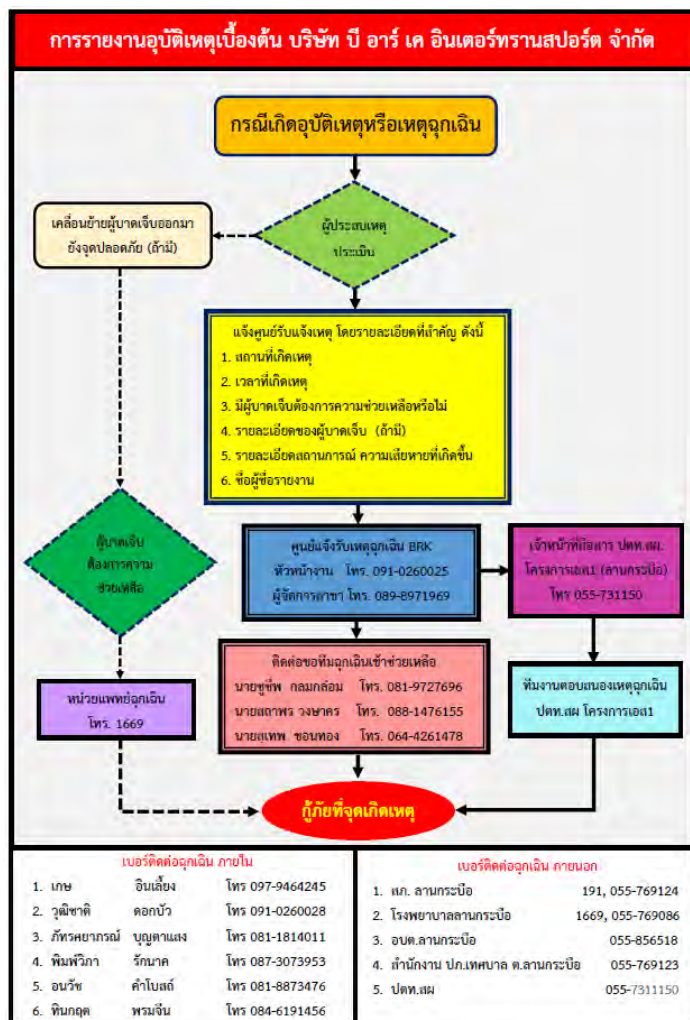 การรายงานอุบัติเหตุเบื้องต้น บริษัท บี อาร์ เค อินเตอร์ทรานสปอร์ต จำกัด
กรณีเกิดอุบัติเหตุหรือเหตุฉุกเฉิน
ผู้ประสบเหตุ
ประเมิน
เคลื่อนย้ายผู้บาดเจ็บออกมา
ยังจุดปลอดภัย (ถ้ามี)
แจ้งศูนย์รับแจ้งเหตุ โดยรายละเอียดที่สำคัญ ดังนี้
1. สถานที่เกิดเหตุ
2. เวลาที่เกิดเหตุ
3. มีผู้บาดเจ็บต้องการความช่วยเหลือหรือไม่
4. รายละเอียดของผู้บาดเจ็บ (ถ้ามี)
5. รายละเอียดสถานการณ์ ความเสียหายที่เกิดขึ้น
6. ชื่อผู้ชื่อรายงาน
ผู้บาดเจ็บ
ต้องการความ
ช่วยเหลือ
ศูนย์แจ้งรับเหตุฉุกเฉิน BRK
หัวหน้างาน โทร. 091-0260025
ผู้จัดการสาขา โทร. 089-8971969
เจ้าหน้าที่สื่อสาร ปตท.สผ.
โครงการเอส1 (ลานกระบือ)
โทร 055-731150
ติดต่อขอทีมฉุกเฉินเข้าช่วยเหลือ
นายชูชีพ กลมกล่อม โทร. 081-9727696
นายสถาพร วงษาคร โทร. 088-1476155
นายสุเทพ ชอนทอง โทร. 064-4261478
หน่วยแพทย์ฉุกเฉิน
โทร. 1669
ทีมงานตอบสนองเหตุฉุกเฉิน
ปตท.สผ โครงการเอส1
กู้ภัยที่จุดเกิดเหตุ
เบอร์ติดต่อฉุกเฉิน ภายใน
1. เกษ อินเลี้ยง โทร 097-9464245
2. วุฒิชาติ ดอกบัว โทร 091-0260028
3. ภัทรศยาภรณ์ บุญตาแสง โทร 081-1814011
4. พิมพ์วิภา รักนาค โทร 087-3073953
5. อนวัช คำโบสถ์ โทร 081-8873476
6. ทินกฤต พรมจีน โทร 084-6191456
เบอร์ติดต่อฉุกเฉิน ภายนอก
1. สภ. ลานกระบือ 191, 055-769124
2. โรงพยาบาลลานกระบือ 1669, 055-769086
3. อบต.ลานกระบือ 055-856518
4. สำนักงาน ปภ.เทศบาล ต.ลานกระบือ 055-769123
5. ปตท.สผ 055-7311150